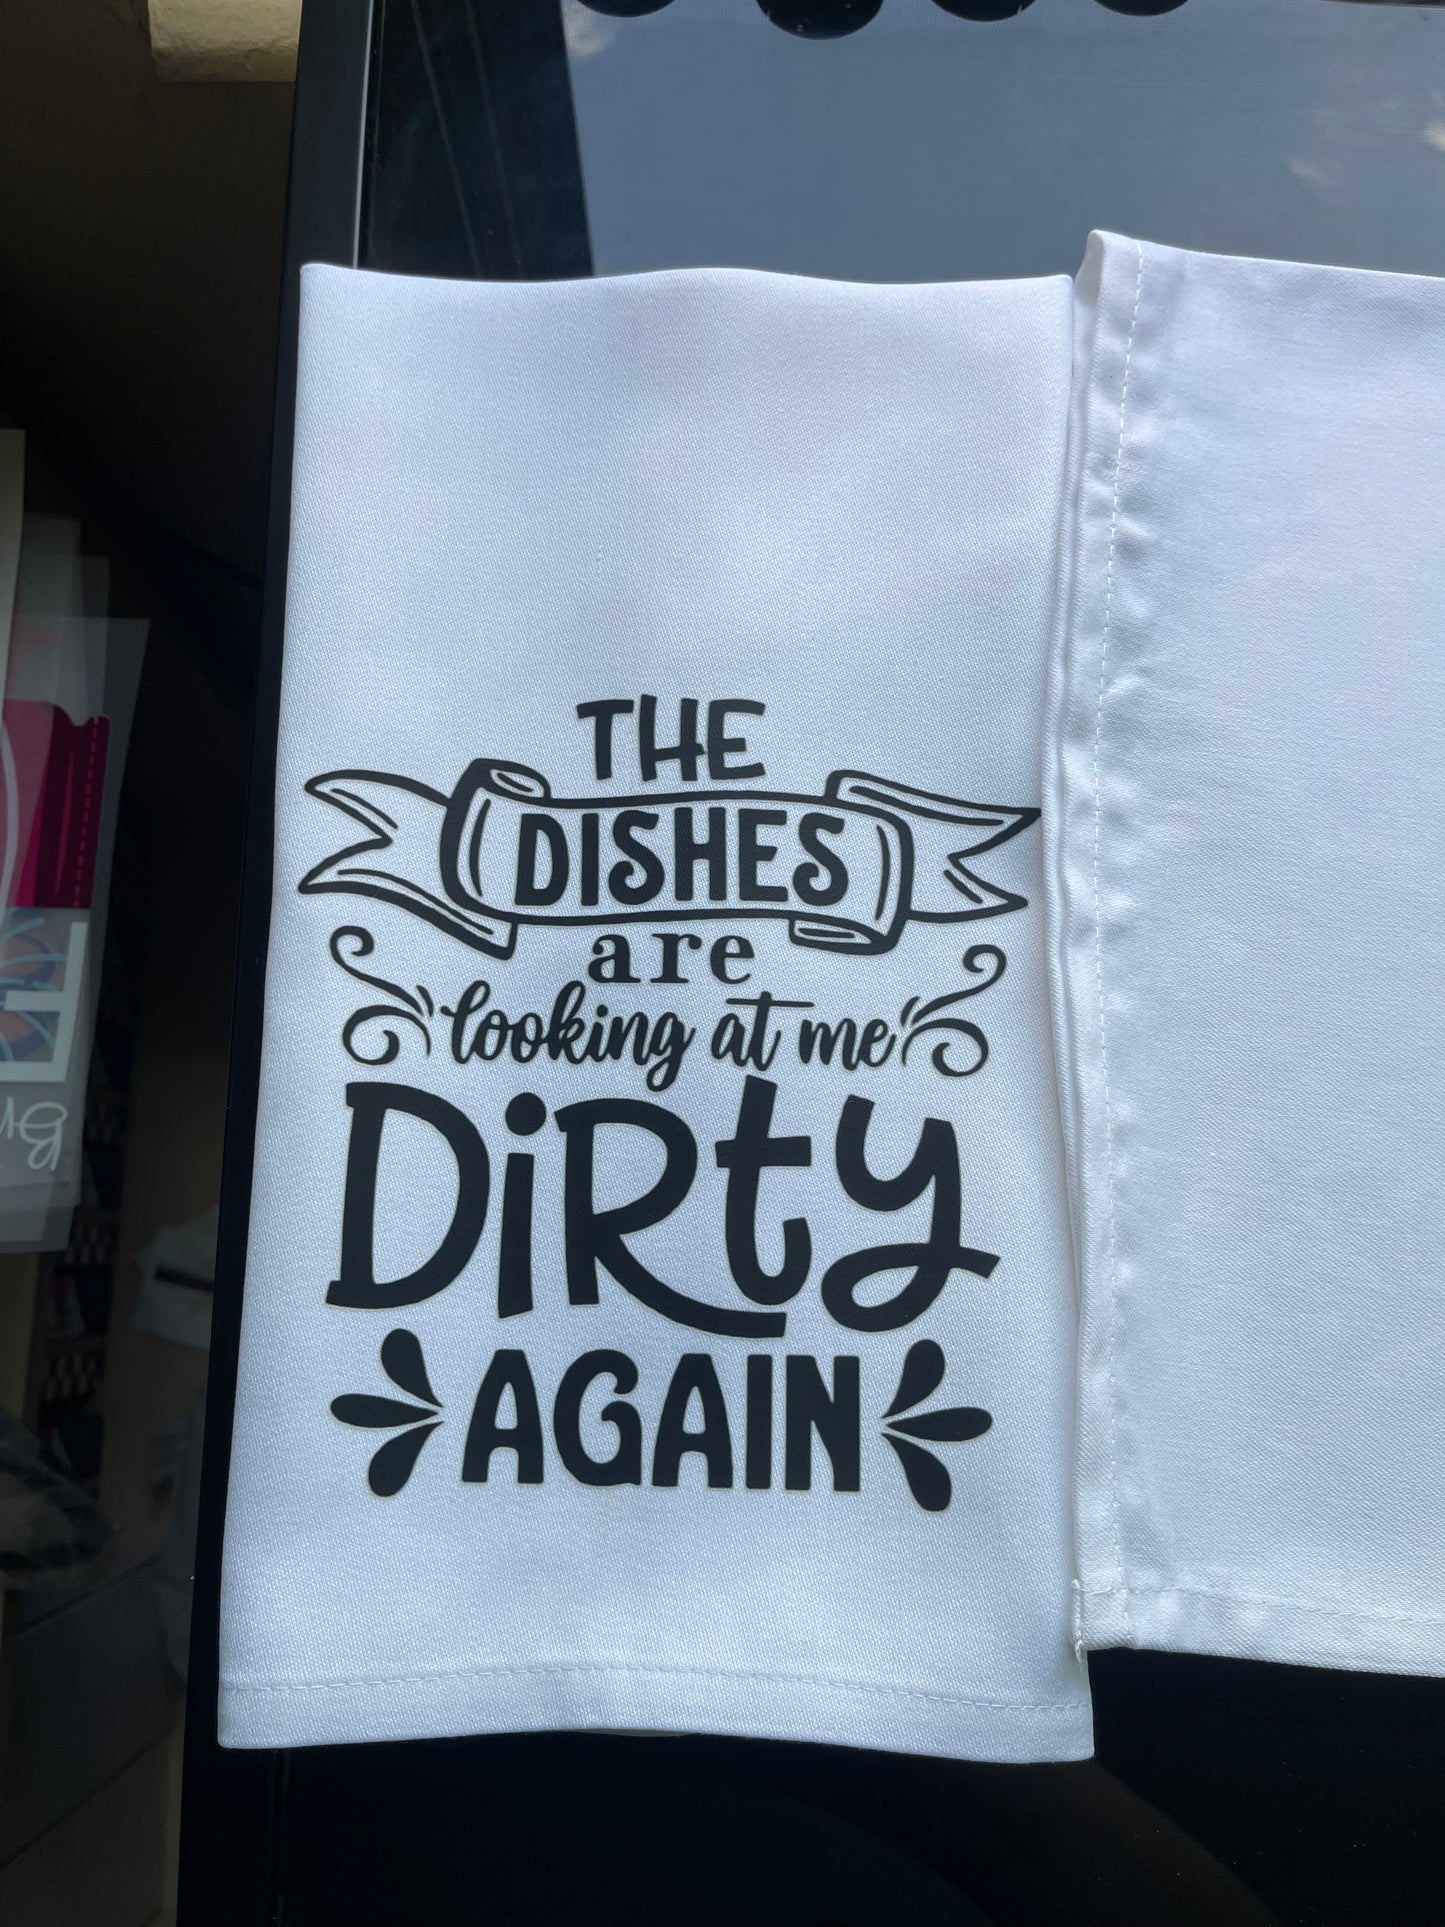 THE
DISHES
are
looking at me
DiRty
AGAIN